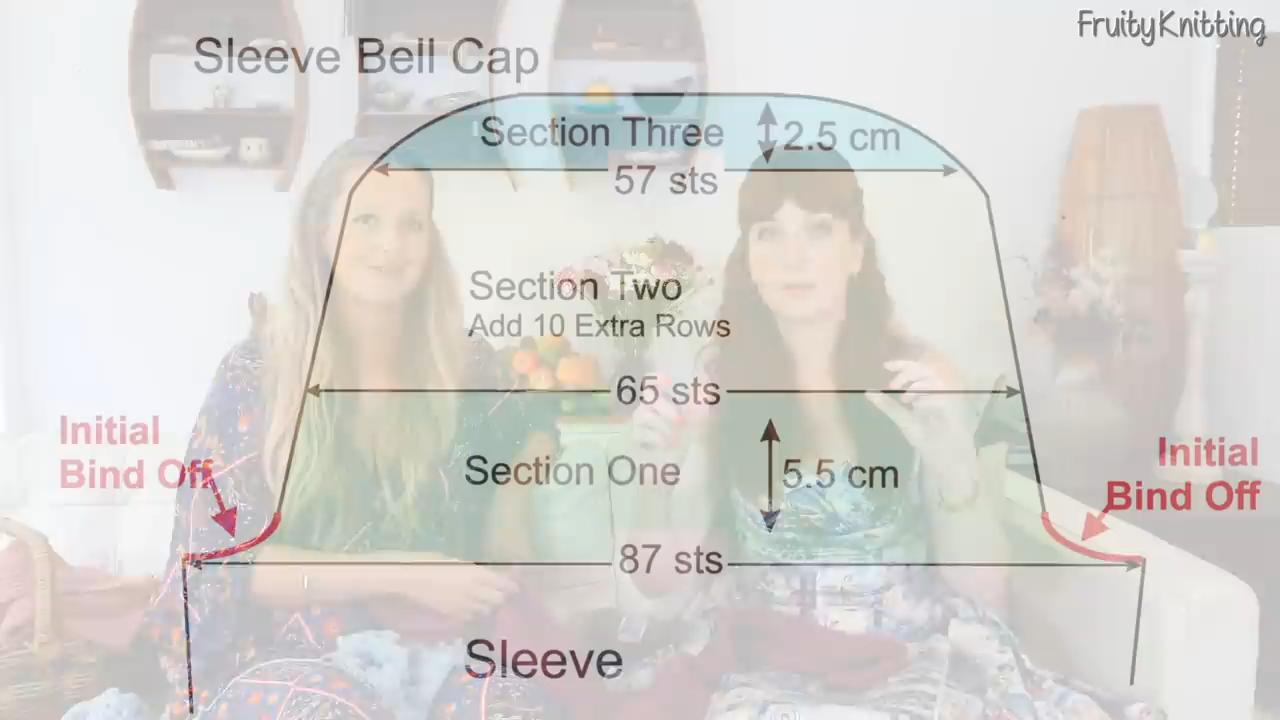 FruityKnitting
Sleeve Bell Cap
Section Three
2.5 cm
57 sts
Section Two
Add 10 Extra Rows
65 sts
Initial
Bind Off
Section One
5.5 cm
Initial
Bind Off
87 sts
Sleeve